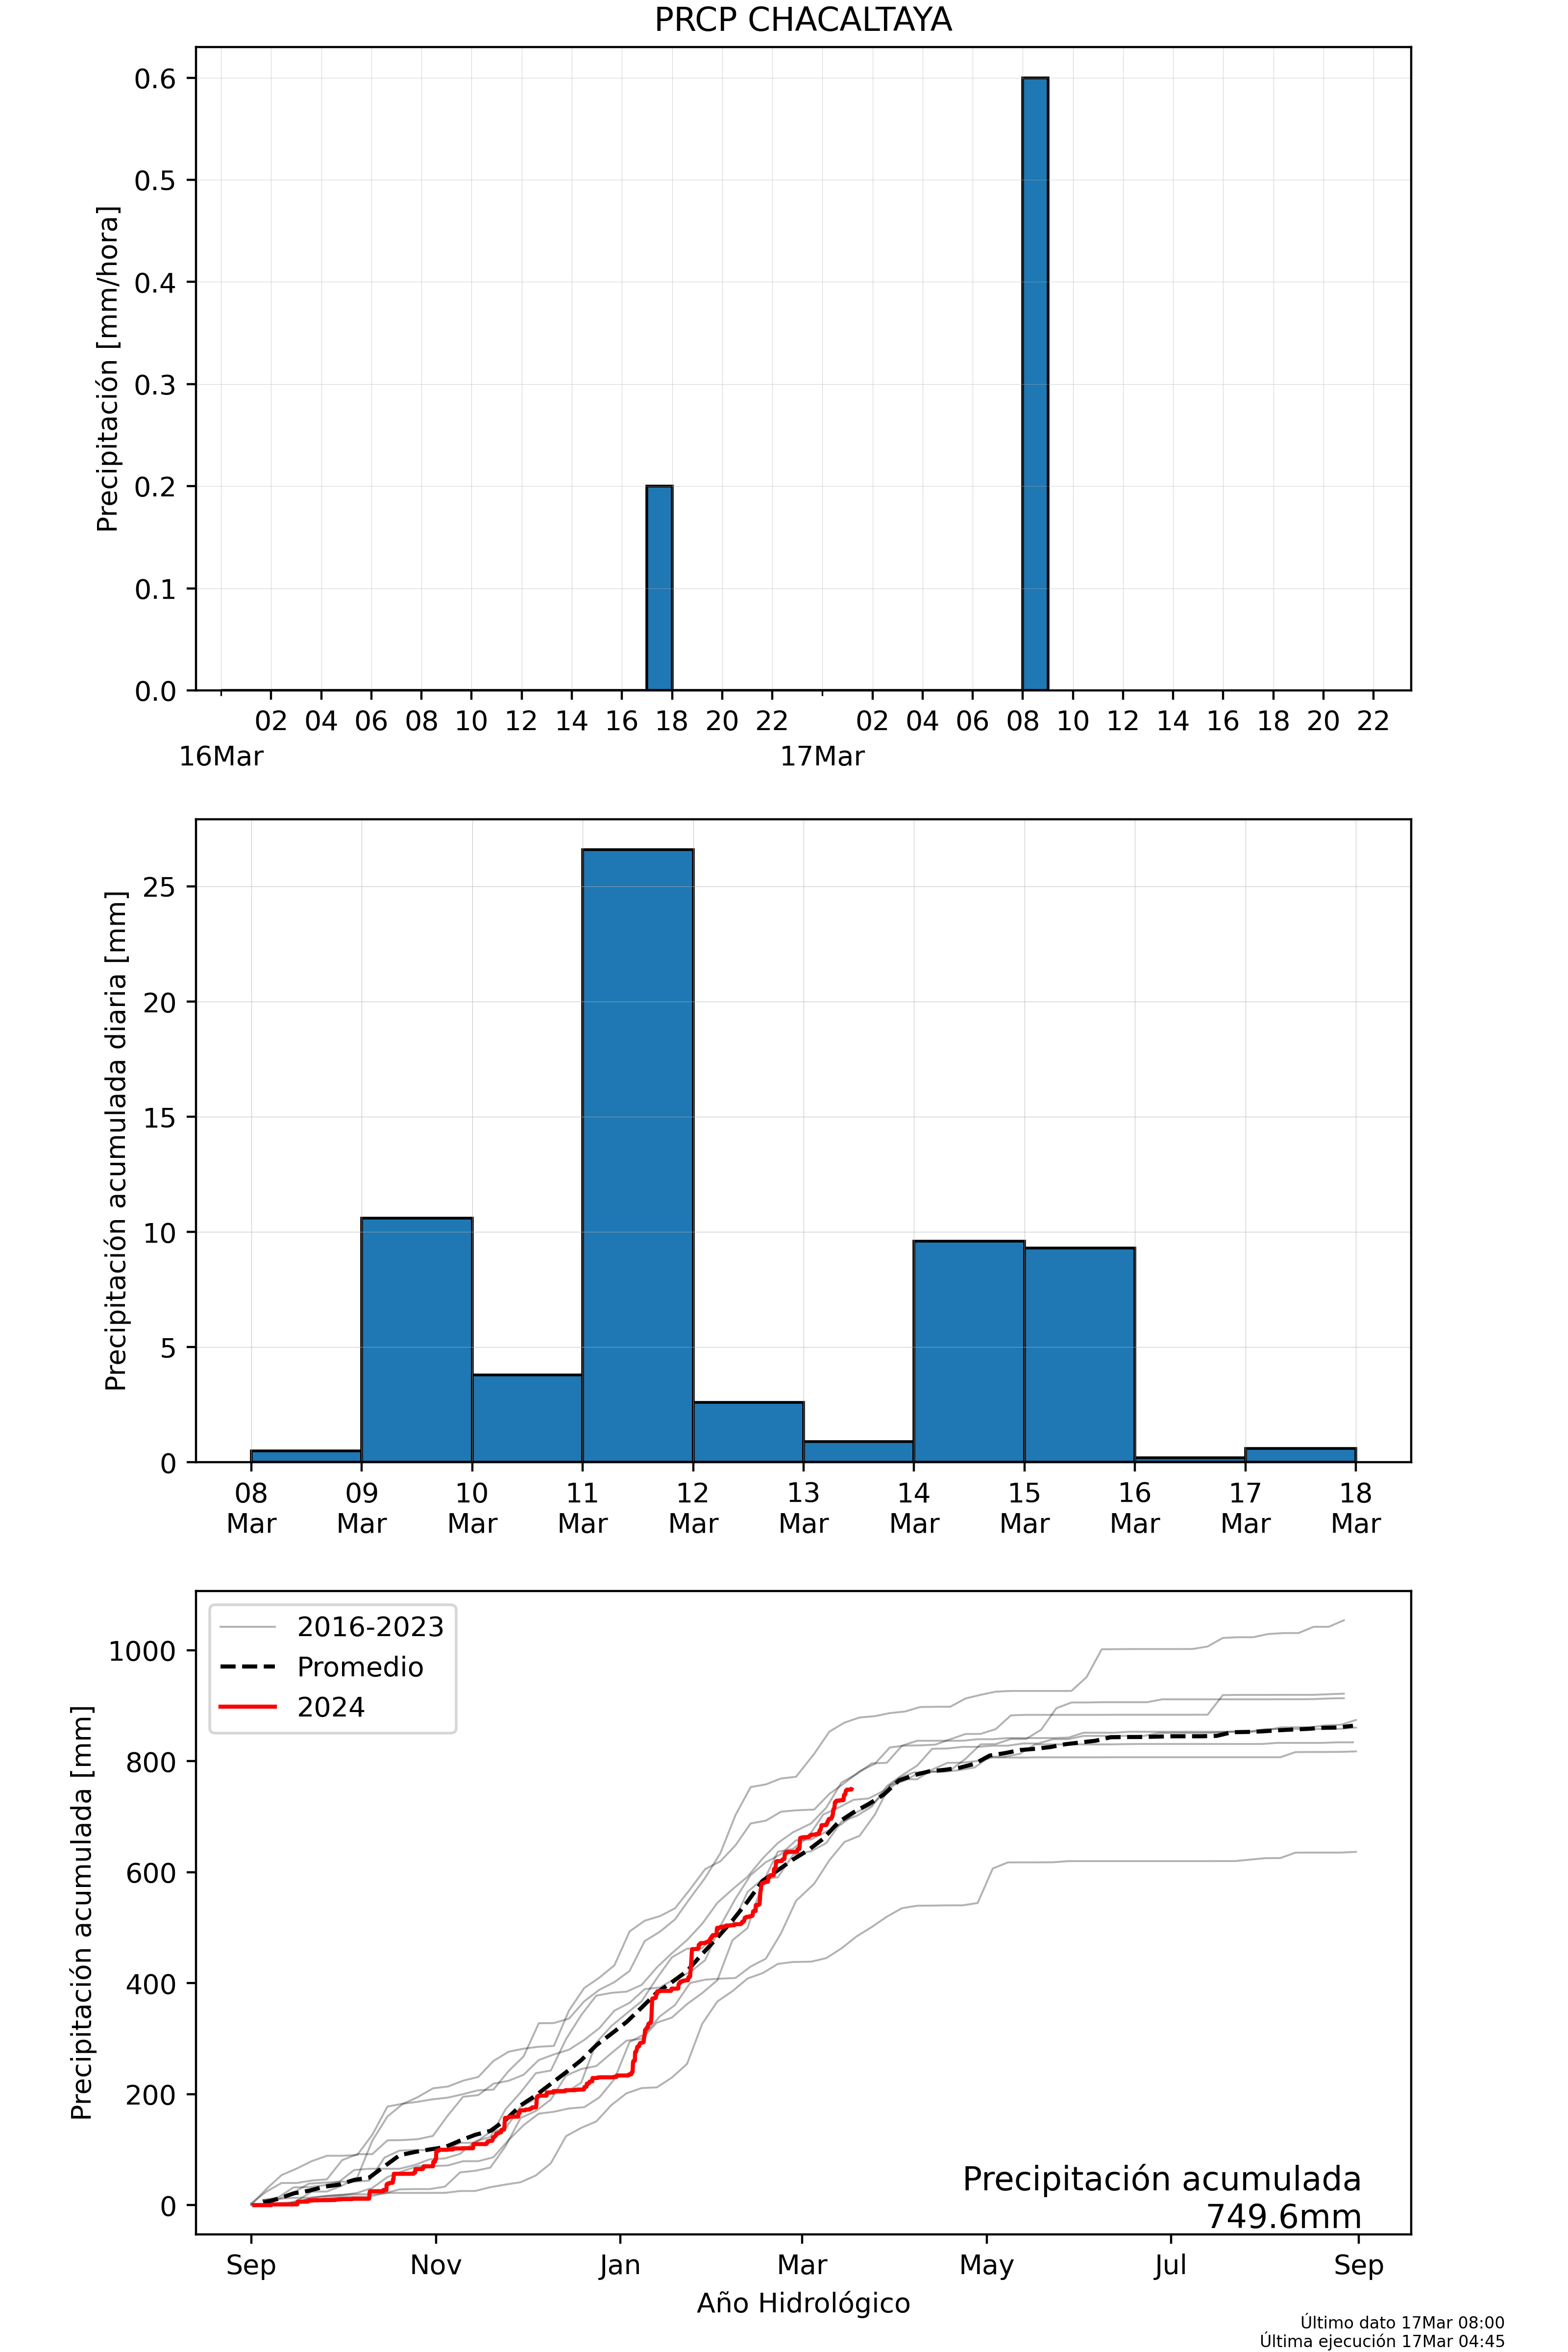 PRCP CHACALTAYA
Precipitación [mm/hora]
0.6
0.5
0.4
0.3
0.2
0.1
0.0
02 04 06 08 10 12 14 16 18 20 22 02 04 06 08 10 12 14 16 18 20 22
16Mar 17Mar
Precipitación acumulada diaria [mm]
25
20
15
10
5
0
08 09 10 11 12 13 14 15 16 17 18
Mar Mar Mar Mar Mar Mar Mar Mar Mar Mar Mar
Precipitación acumulada [mm]
1000
800
600
400
200
0
2016-2023
Promedio
2024
Precipitación acumulada
749.6mm
Sep Nov Jan Mar May Jul Sep
Año Hidrológico
Último dato 17Mar 08:00
Última ejecución 17Mar 04:45